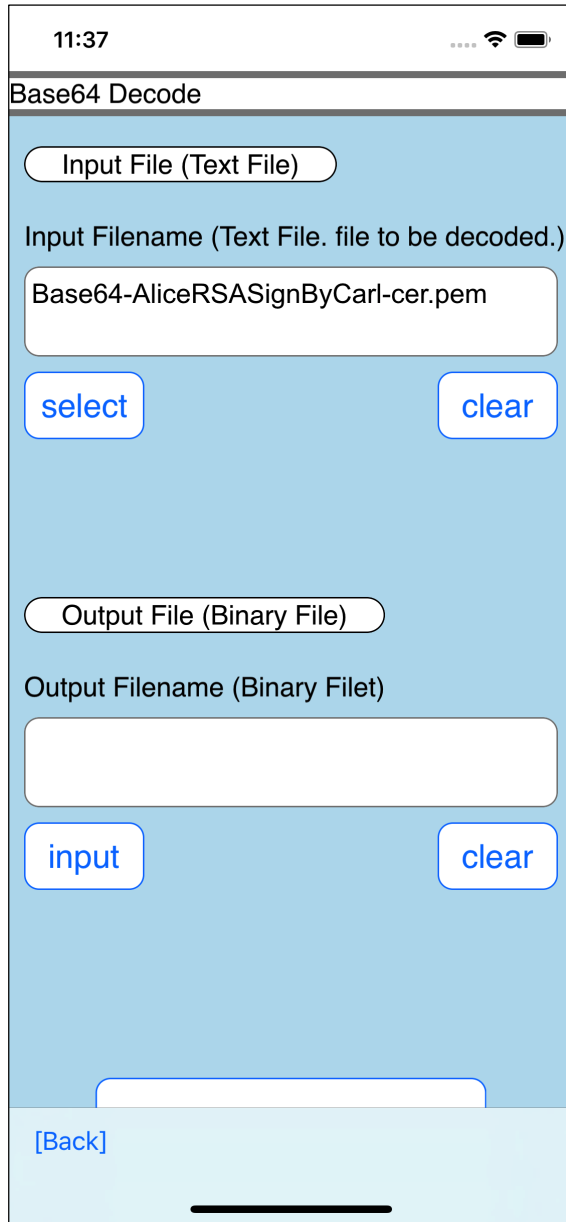 11:37
Base64 Decode
Input File (Text File)
Input Filename (Text File. file to be decoded.)
Base64-AliceRSASignByCarl-cer.pem
select clear
Output File (Binary File)
Output Filename (Binary Filet)
input clear
[Back]